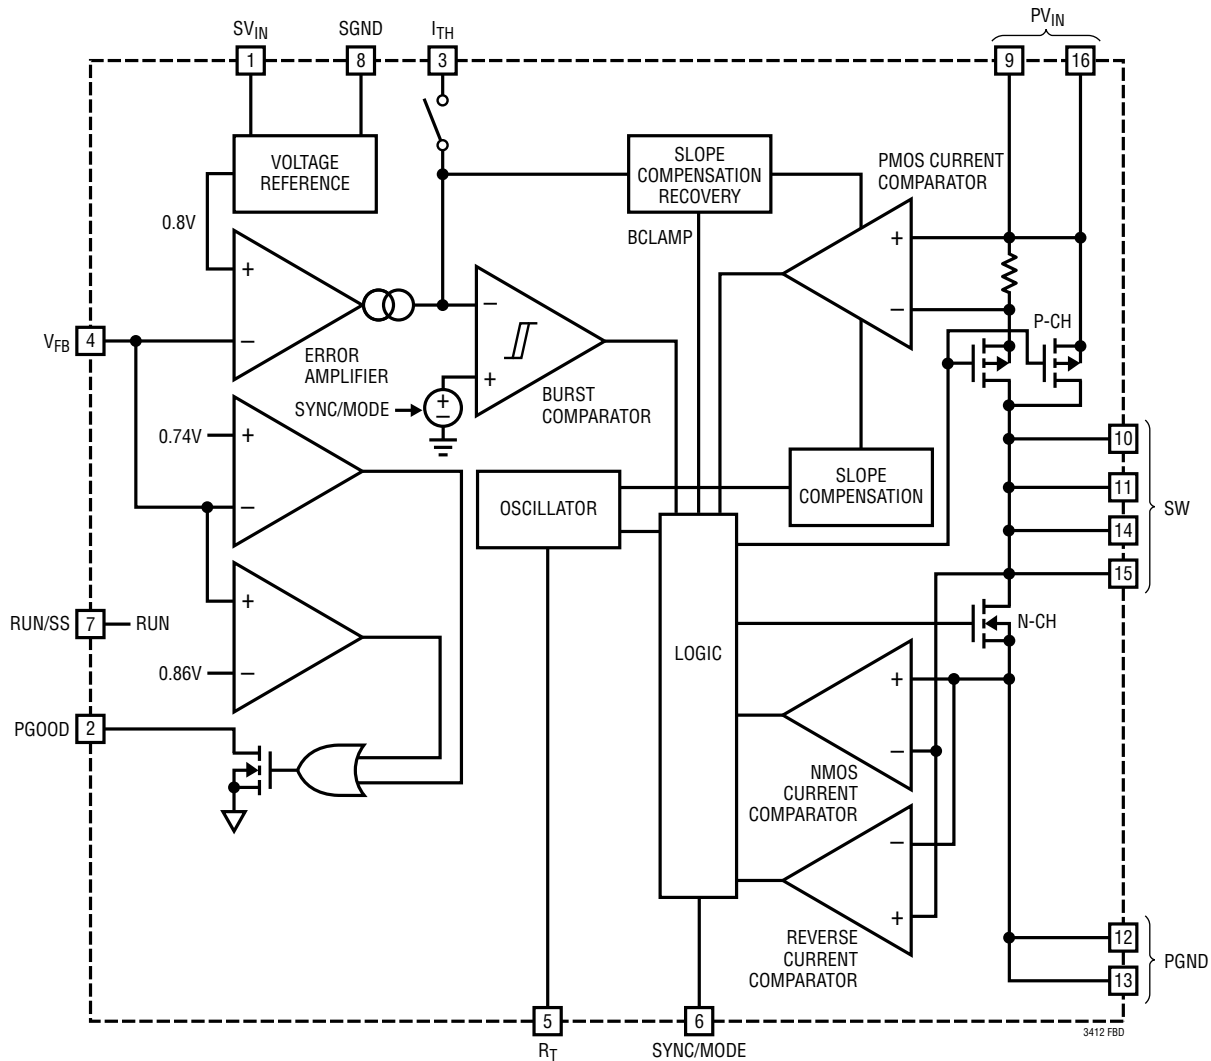 SVIN
SGND
ITH
PVIN
1
8
3
9
16
VOLTAGE
REFERENCE
SLOPE
COMPENSATION
RECOVERY
PMOS CURRENT
COMPARATOR
0.8V
BCLAMP
+
+
–
–
P-CH
VFB
4
–
ERROR
AMPLIFIER
+
SYNC/MODE
+
–
BURST
COMPARATOR
0.74V
+
–
10
11
14
15
SW
OSCILLATOR
SLOPE
COMPENSATION
RUN/SS
7
RUN
+
0.86V
–
N-CH
LOGIC
+
–
PGOOD
2
NMOS
CURRENT
COMPARATOR
–
+
REVERSE
CURRENT
COMPARATOR
12
13
PGND
5
6
RT
SYNC/MODE
3412 FBD